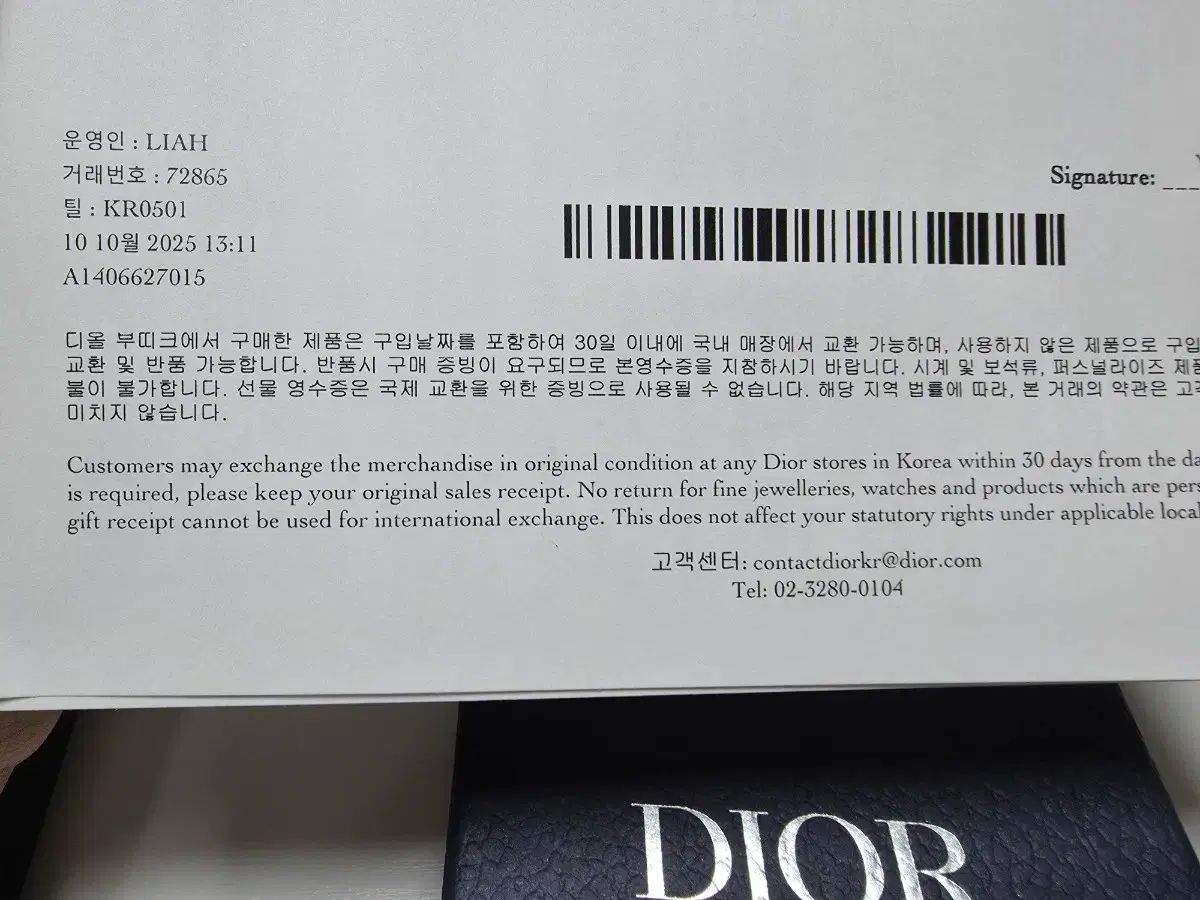 운영인 : LIAH
거래번호 : 72865
틸 : KR0501
10 10월 2025 13:11
A1406627015
Signature:
디올 부띠크에서 구매한 제품은 구입날짜를 포함하여 30일 이내에 국내 매장에서 교환 가능하며, 사용하지 않은 제품으로 구입
교환 및 반품 가능합니다. 반품시 구매 증빙이 요구되므로 본영수증을 지참하시기 바랍니다. 시계 및 보석류, 퍼스널라이즈 제품
불이 불가합니다. 선물 영수증은 국제 교환을 위한 증빙으로 사용될 수 없습니다. 해당 지역 법률에 따라, 본 거래의 약관은 고객
미치지 않습니다.
Customers may exchange the merchandise in original condition at any Dior stores in Korea within 30 days from the da
is required, please keep your original sales receipt. No return for fine jewelleries, watches and products which are pers
gift receipt cannot be used for international exchange. This does not affect your statutory rights under applicable local
고객센터: contactdiorkr@dior.com
Tel: 02-3280-0104
DIOR